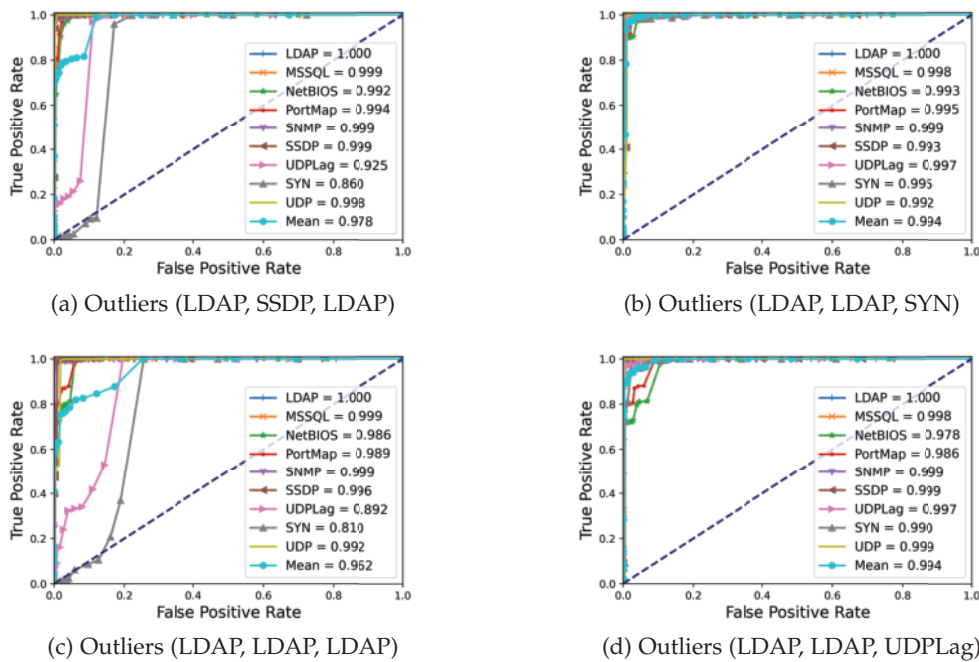 True Positive Rate
1.0
0.8
0.6
0.4
0.2
0.0
LDAP = 1.000
MSSQL = 0.999
NetBIOS = 0.992
PortMap = 0.994
SNMP = 0.999
SSDP = 0.999
UDPLag = 0.925
SYN = 0.860
UDP = 0.998
Mean = 0.978
0.0 0.2 0.4 0.6 0.8 1.0
False Positive Rate
(a) Outliers (LDAP, SSDP, LDAP)
True Positive Rate
1.0
0.8
0.6
0.4
0.2
0.0
LDAP = 1.000
MSSQL = 0.998
NetBIOS = 0.993
PortMap = 0.995
SNMP = 0.999
SSDP = 0.993
UDPLag = 0.997
SYN = 0.995
UDP = 0.992
Mean = 0.994
0.0 0.2 0.4 0.6 0.8 1.0
False Positive Rate
(b) Outliers (LDAP, LDAP, SYN)
True Positive Rate
1.0
0.8
0.6
0.4
0.2
0.0
LDAP = 1.000
MSSQL = 0.999
NetBIOS = 0.986
PortMap = 0.989
SNMP = 0.999
SSDP = 0.996
UDPLag = 0.892
SYN = 0.810
UDP = 0.992
Mean = 0.962
0.0 0.2 0.4 0.6 0.8 1.0
False Positive Rate
(c) Outliers (LDAP, LDAP, LDAP)
True Positive Rate
1.0
0.8
0.6
0.4
0.2
0.0
LDAP = 1.000
MSSQL = 0.998
NetBIOS = 0.978
PortMap = 0.986
SNMP = 0.999
SSDP = 0.999
UDPLag = 0.997
SYN = 0.990
UDP = 0.999
Mean = 0.994
0.0 0.2 0.4 0.6 0.8 1.0
False Positive Rate
(d) Outliers (LDAP, LDAP, UDPLag)